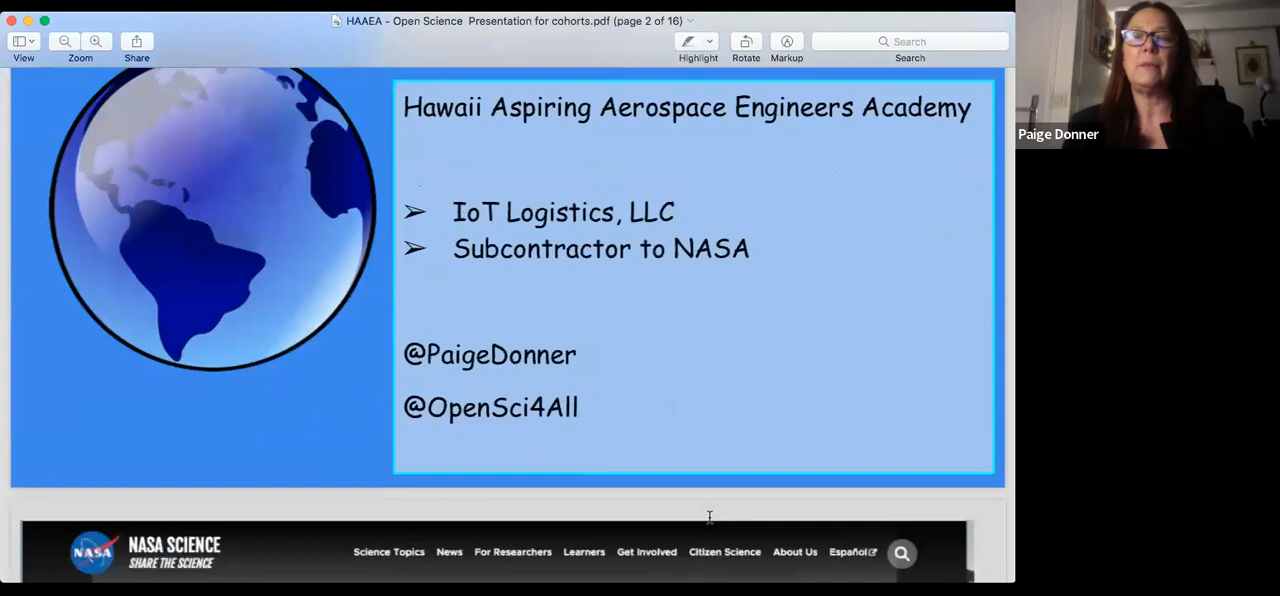 HAAEA - Open Science Presentation for cohorts.pdf (page 2 of 16)
View
Zoom
Share
Highlight
Rotate
Markup
Search
Search
Paige Donner
Hawaii Aspiring Aerospace Engineers Academy
➢ IoT Logistics, LLC
➢ Subcontractor to NASA
@PaigeDonner
@OpenSci4All
NASA
NASA SCIENCE
SHARE THE SCIENCE
Science Topics News For Researchers Learners Get Involved Citizen Science About Us Español